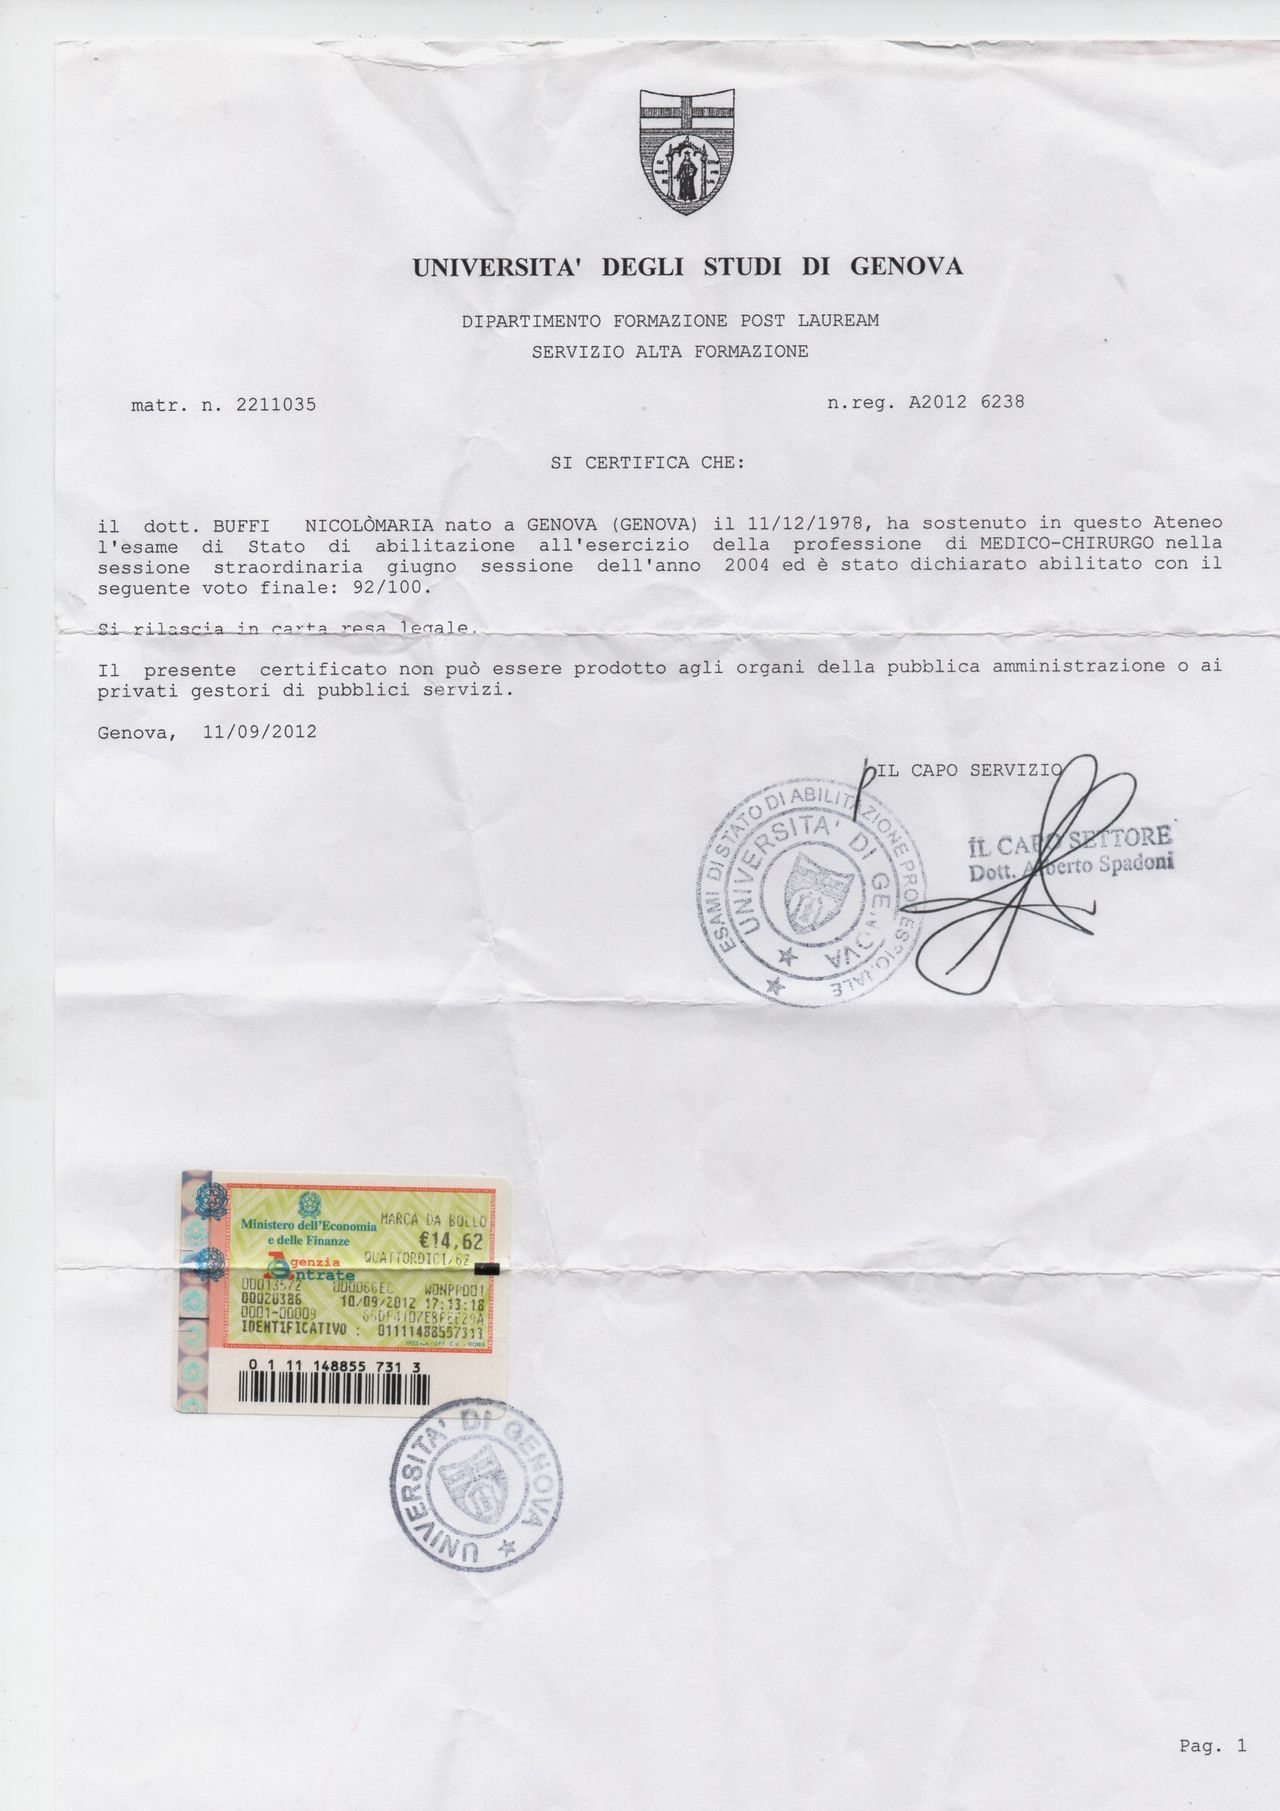 UNIVERSITA' DEGLI STUDI DI GENOVA
DIPARTIMENTO FORMAZIONE POST LAUREAM
SERVIZIO ALTA FORMAZIONE
matr. n. 2211035 n.reg. A2012 6238
SI CERTIFICA CHE:
il dott. BUFFI NICOLÒMARIA nato a GENOVA (GENOVA) il 11/12/1978, ha sostenuto in questo Ateneo
l'esame di Stato di abilitazione all'esercizio della professione di MEDICO-CHIRURGO nella
sessione straordinaria giugno sessione dell'anno 2004 ed è stato dichiarato abilitato con il
seguente voto finale: 92/100.
Si rilascia in carta resa legale.
Il presente certificato non può essere prodotto agli organi della pubblica amministrazione o ai
privati gestori di pubblici servizi.
Genova, 11/09/2012
p IL CAPO SERVIZIO
ESAMI DI STATO DI ABILITAZIONE PROFESSIONALE
UNIVERSITA' DI GENOVA
IL CAPO SETTORE
Dott. Alberto Spadoni
Ministero dell'Economia
e delle Finanze
MARCA DA BOLLO
€14,62
QUATTORDICI/62
Agenzia
Entrate
00020386 10/09/2012 17:13:18
0001-00009
IDENTIFICATIVO : 01111488557313
0 1 11 148855 731 3
UNIVERSITA' DI GENOVA
Pag. 1